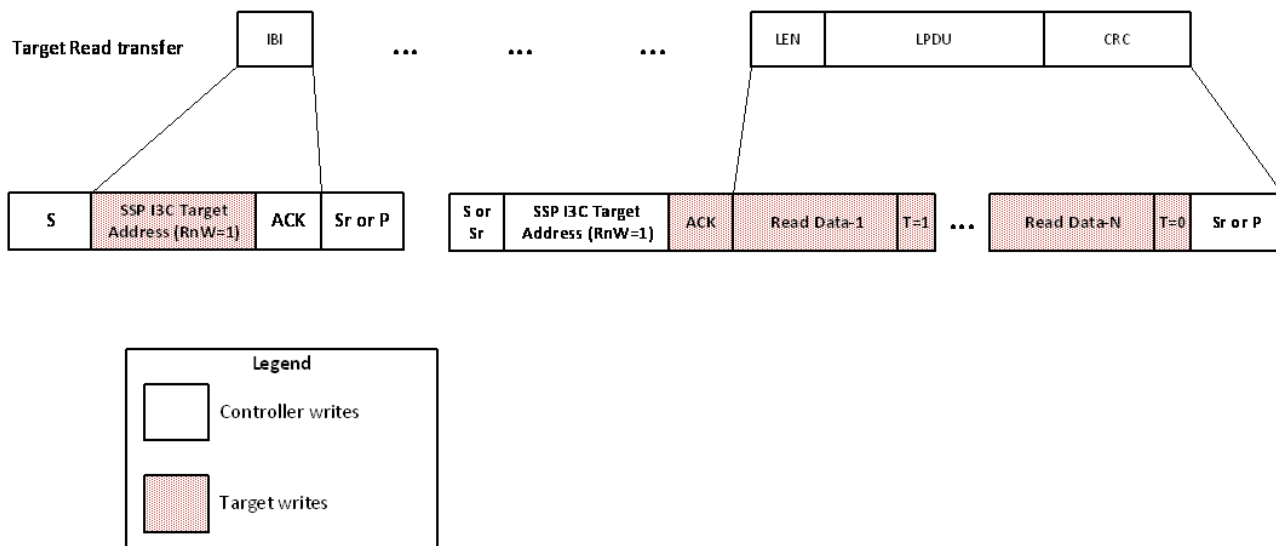 Target Read transfer IBI ... ... ... LEN LPDU CRC
S SSP I3C Target ACK Sr or P S or SSP I3C Target ACK Read Data-1 T=1 ... Read Data-N T=0 Sr or P
Address (RnW=1) Sr Address (RnW=1)
Legend
Controller writes
Target writes